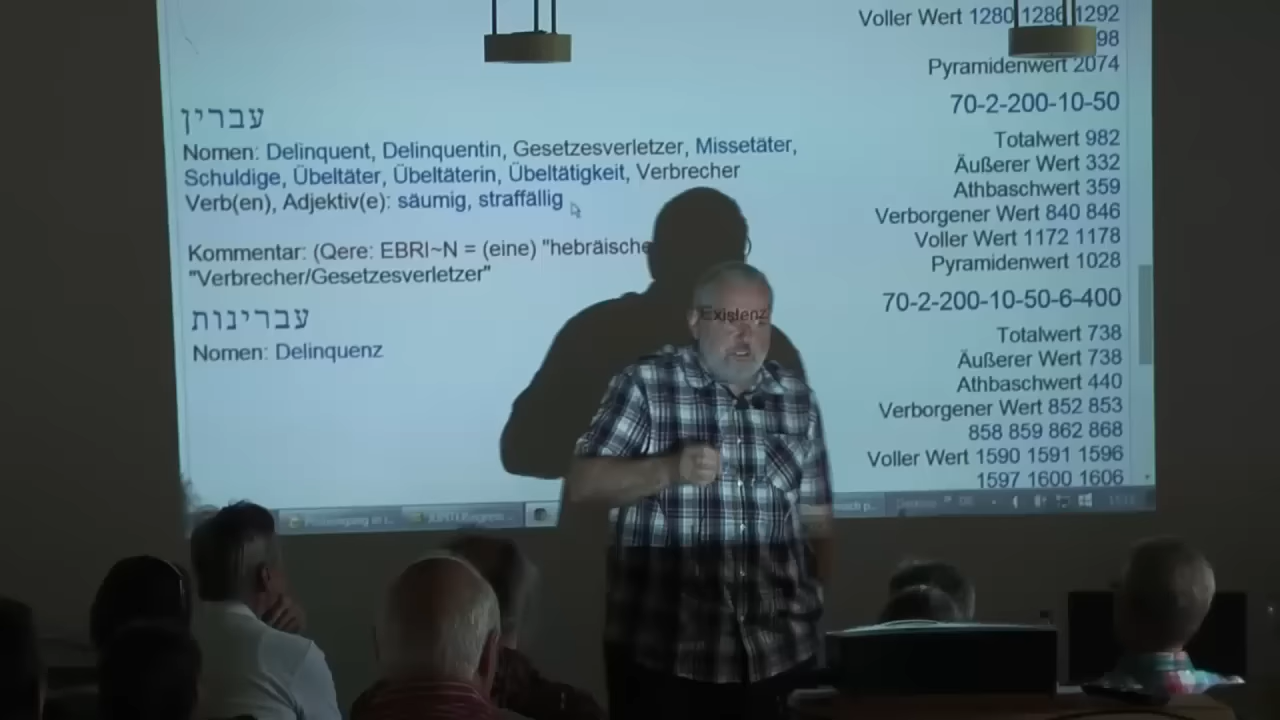 Voller Wert 1280 1286 1292
98
Pyramidenwert 2074
עברין
70-2-200-10-50
Nomen: Delinquent, Delinquentin, Gesetzesverletzer, Missetäter,
Schuldige, Übeltäter, Übeltäterin, Übeltätigkeit, Verbrecher
Verb(en), Adjektiv(e): säumig, straffällig
Totalwert 982
Äußerer Wert 332
Athbaschwert 359
Verborgener Wert 840 846
Voller Wert 1172 1178
Pyramidenwert 1028
Kommentar: (Qere: EBRI~N = (eine) "hebräische
Existenz
"Verbrecher/Gesetzesverletzer"
עברינות
70-2-200-10-50-6-400
Nomen: Delinquenz
Totalwert 738
Äußerer Wert 738
Athbaschwert 440
Verborgener Wert 852 853
858 859 862 868
Voller Wert 1590 1591 1596
1597 1600 1606